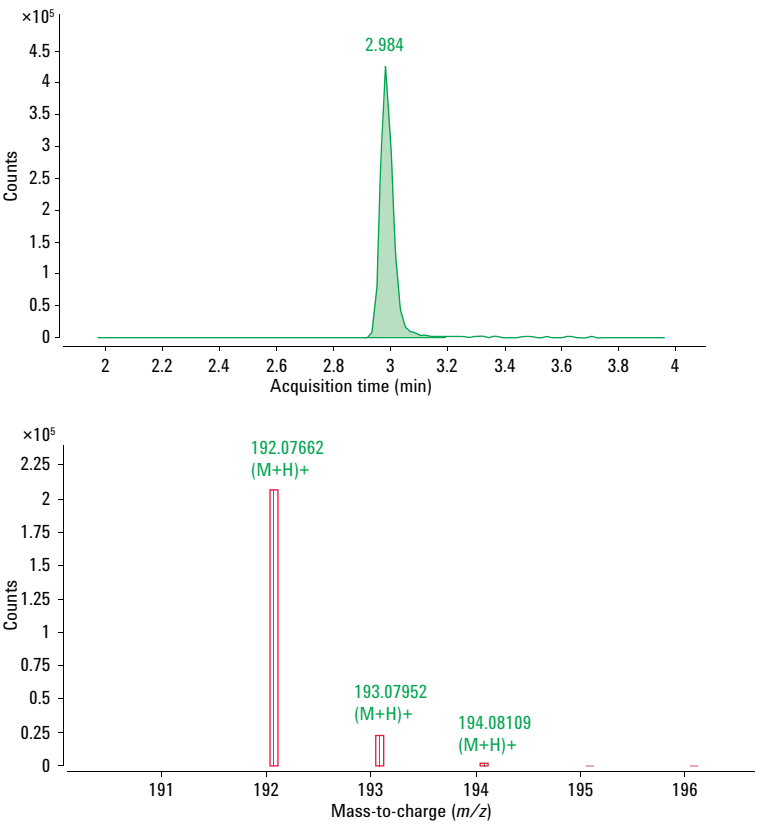 ×10⁵
2.984
4.5
4
3.5
3
2.5
2
1.5
1
0.5
0
Counts
2 2.2 2.4 2.6 2.8 3 3.2 3.4 3.6 3.8 4
Acquisition time (min)
×10⁵
192.07662
(M+H)+
2.25
2
1.75
1.5
1.25
1
0.75
0.5
0.25
0
Counts
193.07952
(M+H)+
194.08109
(M+H)+
191 192 193 194 195 196
Mass-to-charge (m/z)